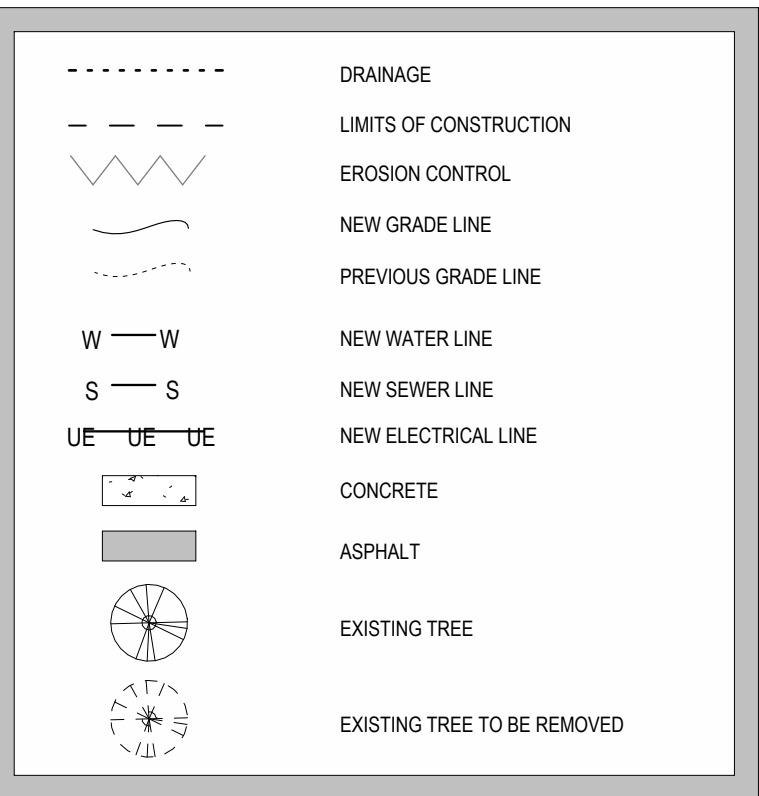 DRAINAGE
LIMITS OF CONSTRUCTION
EROSION CONTROL
NEW GRADE LINE
PREVIOUS GRADE LINE
W W NEW WATER LINE
S S NEW SEWER LINE
UE UE UE NEW ELECTRICAL LINE
CONCRETE
ASPHALT
EXISTING TREE
EXISTING TREE TO BE REMOVED